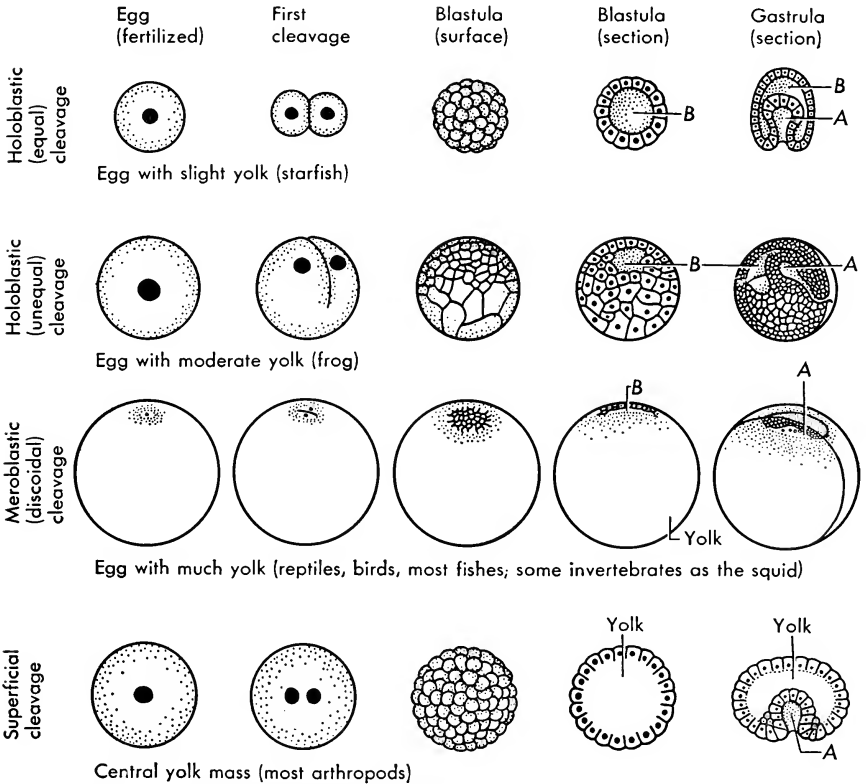 Egg
(fertilized)
First
cleavage
Blastula
(surface)
Blastula
(section)
Gastrula
(section)
Holoblastic
(equal)
cleavage
B
B
A
Egg with slight yolk (starfish)
Holoblastic
(unequal)
cleavage
B
A
Egg with moderate yolk (frog)
Meroblastic
(discoidal)
cleavage
B
A
Yolk
Egg with much yolk (reptiles, birds, most fishes; some invertebrates as the squid)
Superficial
cleavage
Yolk
Yolk
A
Central yolk mass (most arthropods)